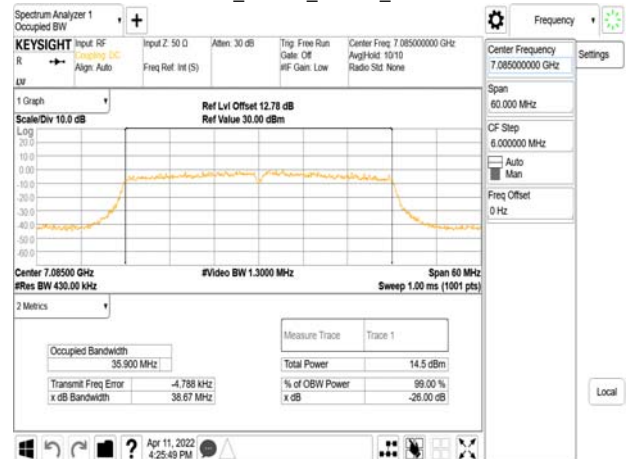 Spectrum Analyzer 1
Occupied BW
+
Frequency
KEYSIGHT Input: RF Input Z: 50 Ω Atten: 30 dB Trig: Free Run Center Freq: 7.085000000 GHz
R Coupling: DC Gate: Off Avg|Hold: 10/10
Align: Auto Freq Ref: Int (S) #IF Gain: Low Radio Std: None
LV
Center Frequency
7.085000000 GHz
Settings
Span
60.000 MHz
CF Step
6.000000 MHz
Auto
Man
Freq Offset
0 Hz
1 Graph
Ref Lvl Offset 12.78 dB
Scale/Div 10.0 dB Ref Value 30.00 dBm
Log
20.0
10.0
0.00
-10.0
-20.0
-30.0
-40.0
-50.0
-60.0
Center 7.08500 GHz #Video BW 1.3000 MHz Span 60 MHz
#Res BW 430.00 kHz Sweep 1.00 ms (1001 pts)
2 Metrics
Measure Trace Trace 1
Occupied Bandwidth
35.900 MHz Total Power 14.5 dBm
Transmit Freq Error -4.788 kHz % of OBW Power 99.00 %
x dB Bandwidth 38.67 MHz x dB -26.00 dB
Local
? Apr 11, 2022
4:25:49 PM